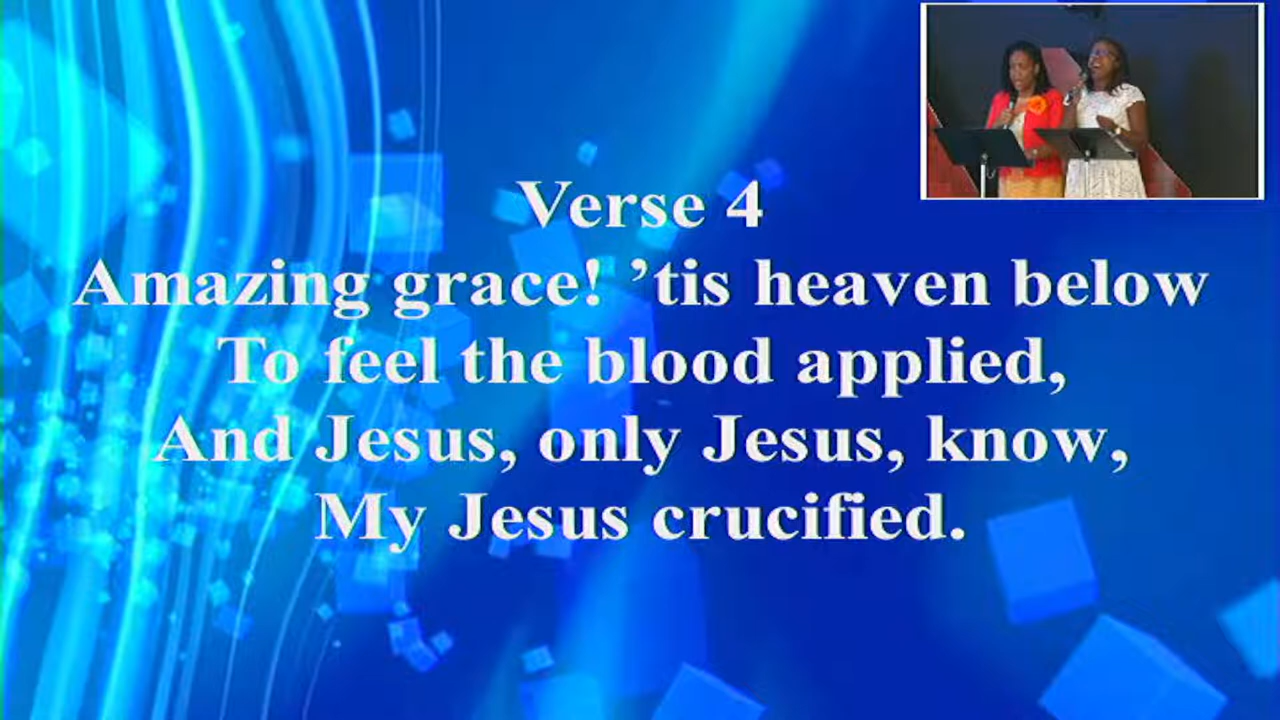 Verse 4
Amazing grace! ’tis heaven below
To feel the blood applied,
And Jesus, only Jesus, know,
My Jesus crucified.